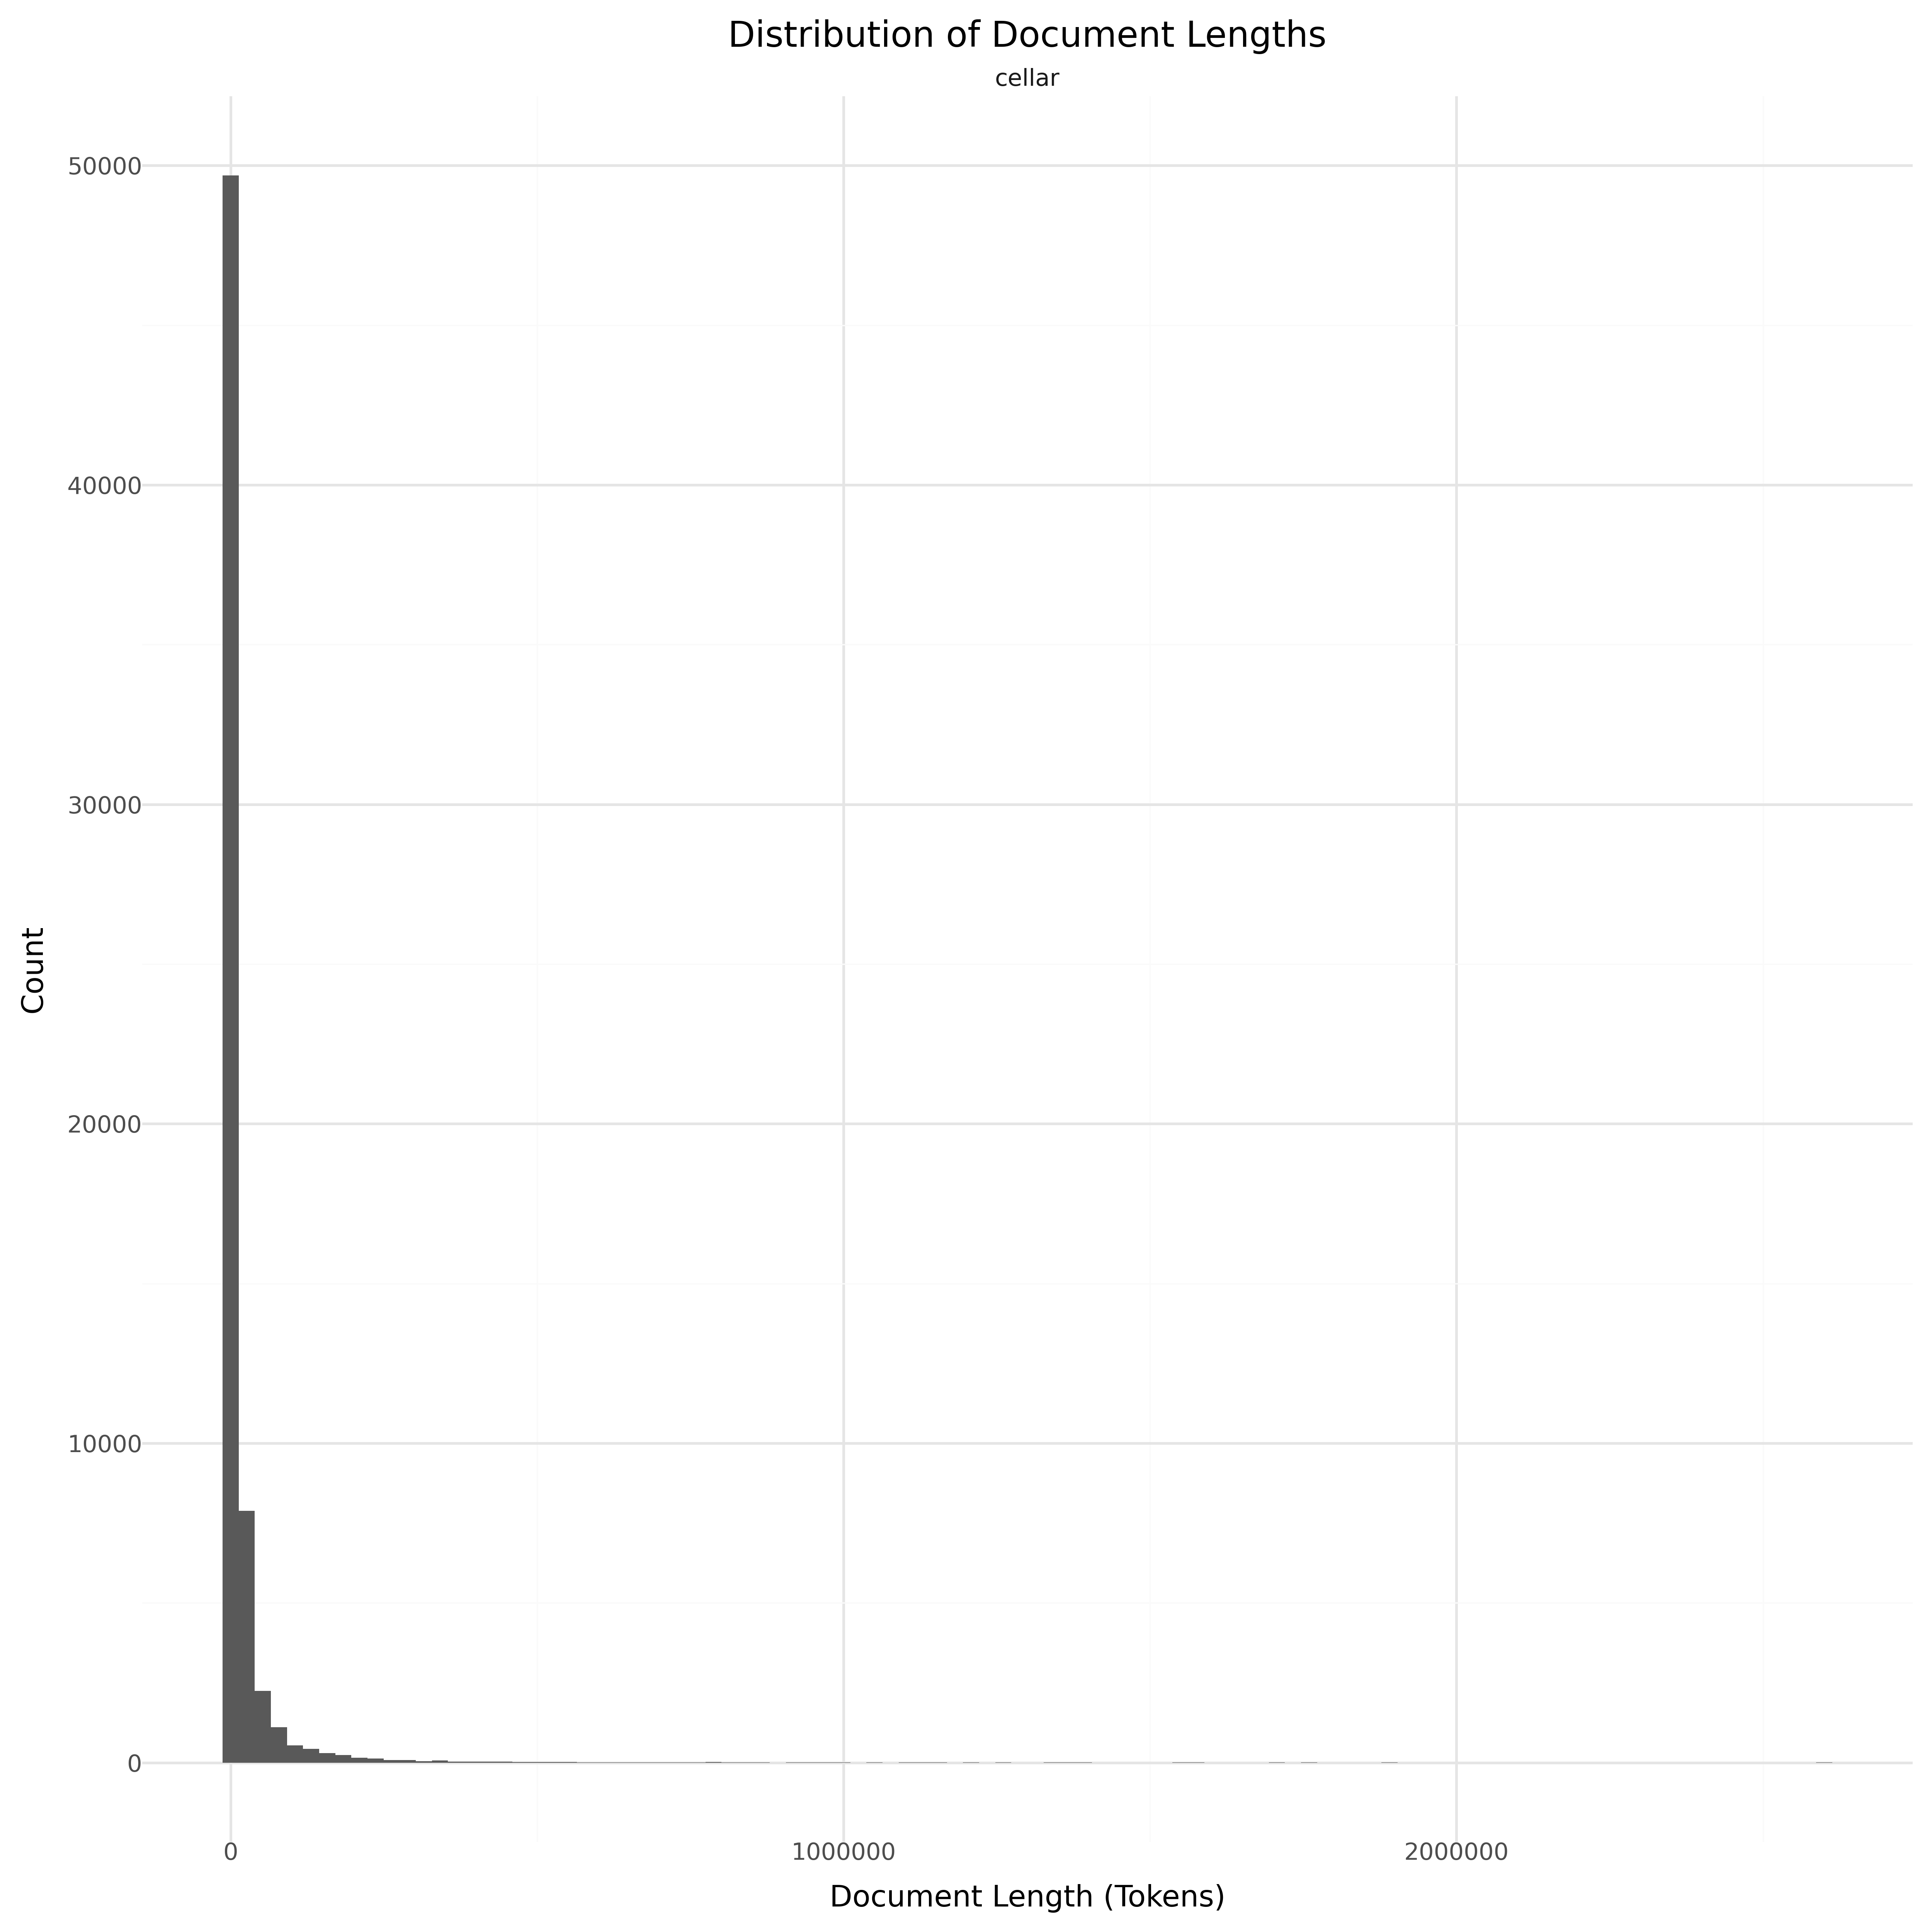 Distribution of Document Lengths
cellar
50000
40000
30000
20000
10000
0
Count
0 1000000 2000000
Document Length (Tokens)